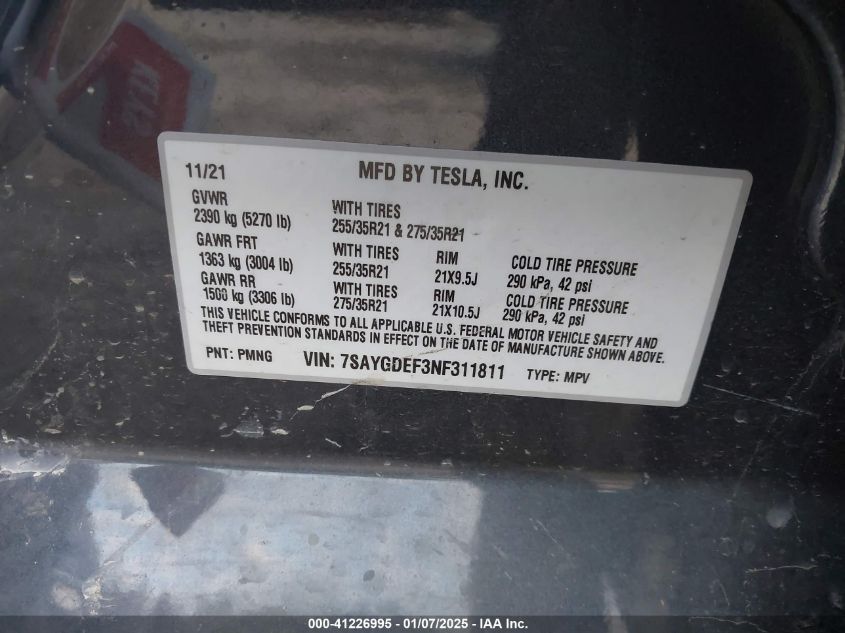 11/21
MFD BY TESLA, INC.
GVWR
2390 kg (5270 lb)
WITH TIRES
255/35R21 & 275/35R21
GAWR FRT
1363 kg (3004 lb)
WITH TIRES
255/35R21
RIM
21X9.5J
COLD TIRE PRESSURE
290 kPa, 42 psi
GAWR RR
1500 kg (3306 lb)
WITH TIRES
275/35R21
RIM
21X10.5J
COLD TIRE PRESSURE
290 kPa, 42 psi
THIS VEHICLE CONFORMS TO ALL APPLICABLE U.S. FEDERAL MOTOR VEHICLE SAFETY AND
THEFT PREVENTION STANDARDS IN EFFECT ON THE DATE OF MANUFACTURE SHOWN ABOVE.
PNT: PMNG
VIN: 7SAYGDEF3NF311811
TYPE: MPV
000-41226995 - 01/07/2025 - IAA Inc.